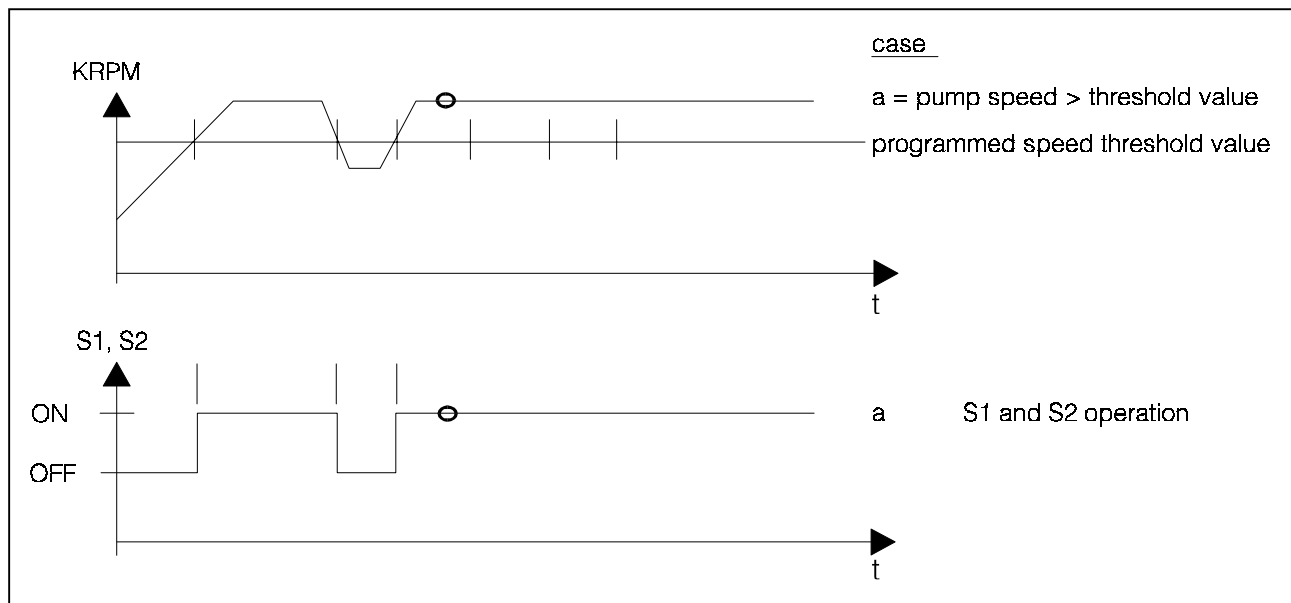 case
KRPM
a = pump speed > threshold value
programmed speed threshold value
t
S1, S2
ON
a
S1 and S2 operation
OFF
t